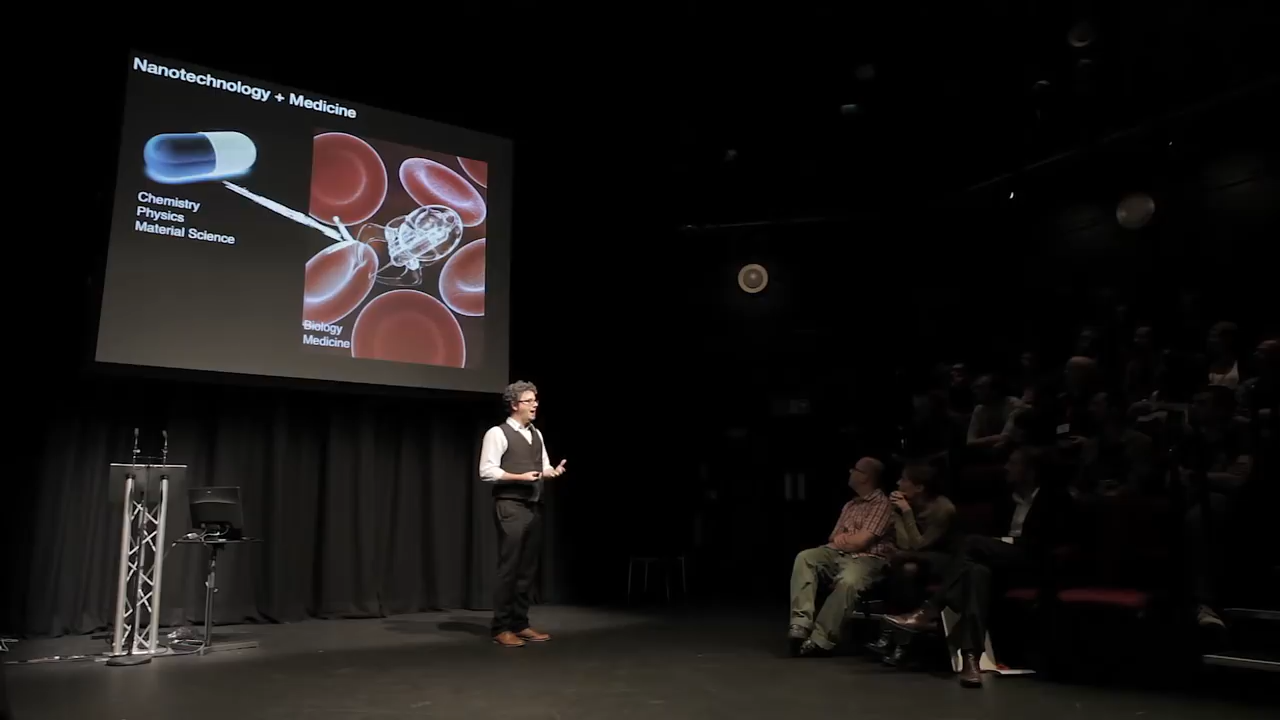 Nanotechnology + Medicine
Chemistry
Physics
Material Science
Biology
Medicine